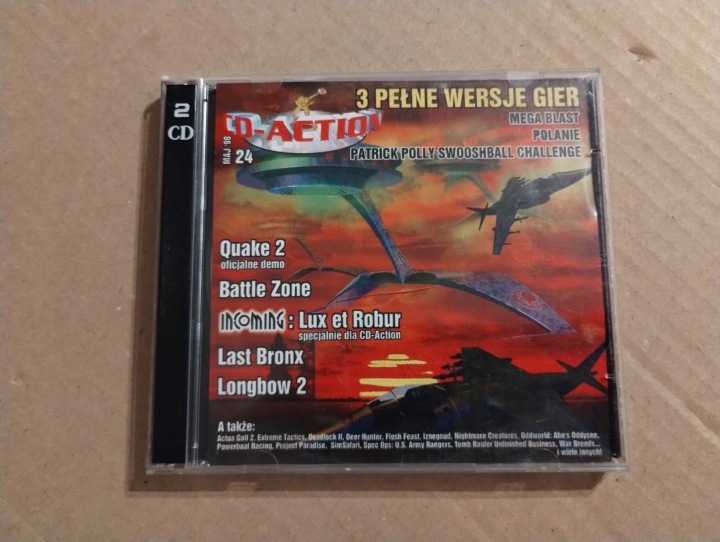 2
CD
CD-ACTION
MAJ '98
24
3 PEŁNE WERSJE GIER
MEGA BLAST
POLANIE
PATRICK POLLY SWOOSHBALL CHALLENGE
Quake 2
oficjalne demo
Battle Zone
INCOMING : Lux et Robur
specjalnie dla CD-Action
Last Bronx
Longbow 2
A także:
Actua Golf 2, Extreme Tactics, Deadlock II, Deer Hunter, Flesh Feast, Iznogoud, Nightmare Creatures, Oddworld: Abe's Oddysee,
Powerboat Racing, Project Paradise, SimSafari, Spec Ops: U.S. Army Rangers, Tomb Raider Unfinished Business, War Breeds...
i wiele innych!